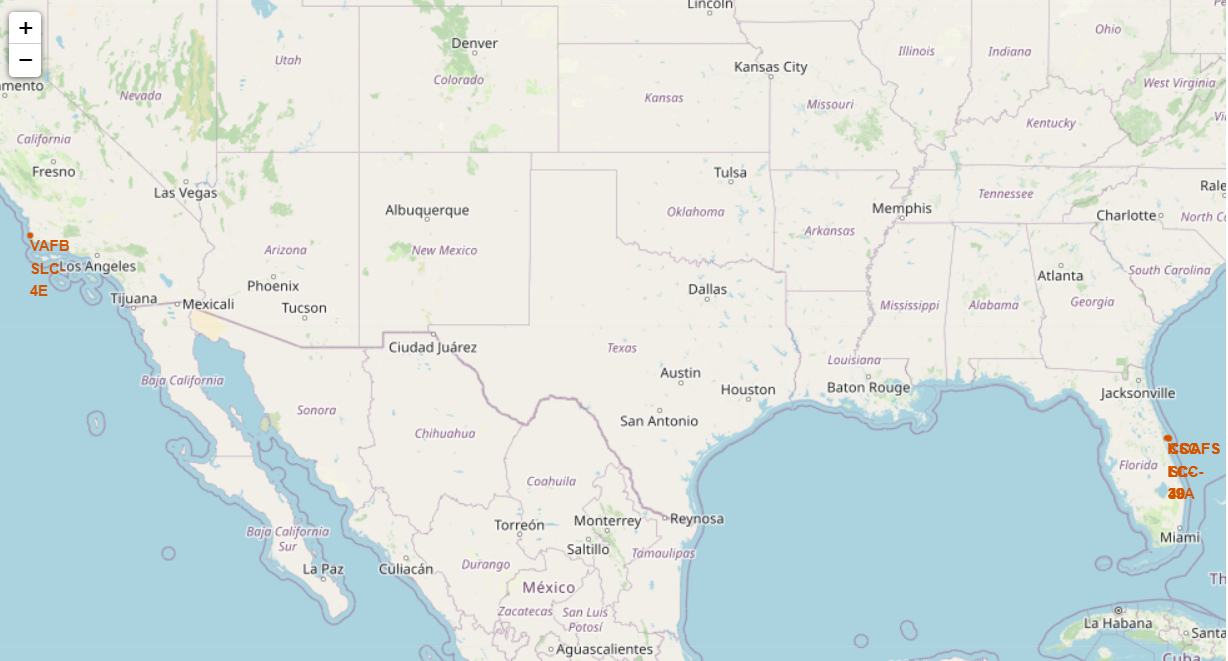 +
−
Lincoln
Ohio
Denver
Utah
Colorado
Kansas City
Illinois
Indiana
West Virginia
amento
Nevada
Kansas
Missouri
Kentucky
California
Fresno
Las Vegas
Tulsa
Tennessee
Albuquerque
Oklahoma
Memphis
Charlotte
VAFB
SLC-
4E
Arizona
New Mexico
Arkansas
Los Angeles
Phoenix
Atlanta
South Carolina
Tijuana
Mexicali
Tucson
Dallas
Mississippi
Alabama
Georgia
Ciudad Juárez
Texas
Louisiana
Baja California
Austin
Houston
Baton Rouge
Jacksonville
Sonora
San Antonio
Chihuahua
Florida
Coahuila
Torreón
Monterrey
Reynosa
Baja California
Sur
Saltillo
Tamaulipas
Miami
La Paz
Culiacán
Durango
México
Zacatecas
San Luis
Potosí
La Habana
Santa
Aguascalientes
Cuba